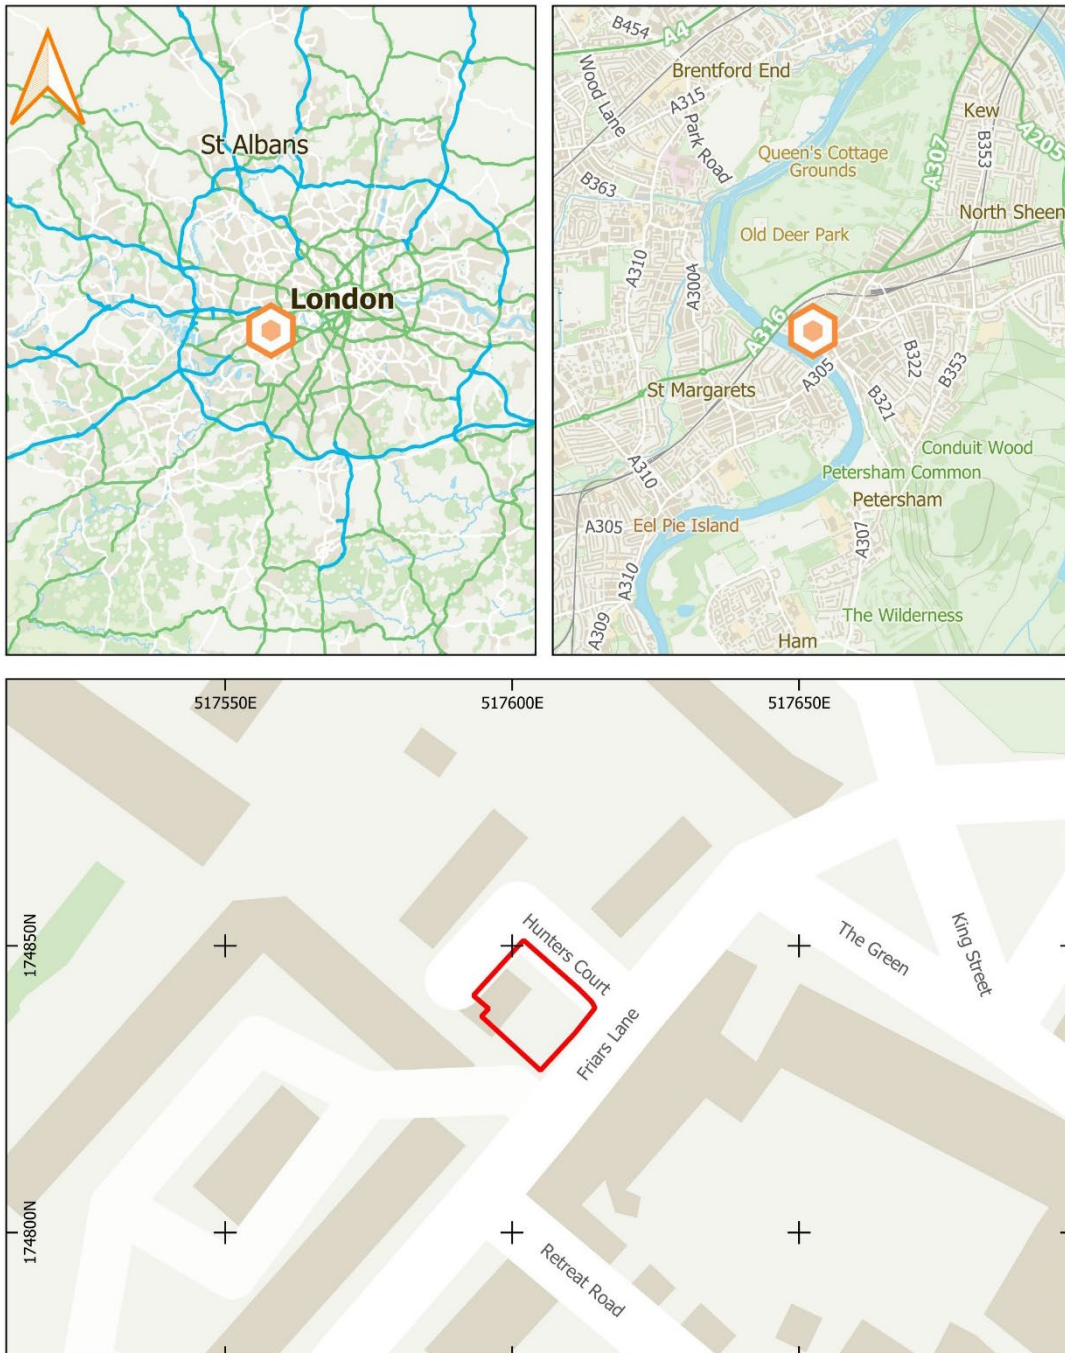 St Albans
London
B454
A4
Wood Lane
Brentford End
A315
Park Road
Kew
B353
A205
A307
Queen's Cottage
Grounds
B363
North Sheen
Old Deer Park
A310
A3004
A316
St Margarets
A305
B322
B353
B321
Conduit Wood
A310
Petersham Common
Petersham
A305
Eel Pie Island
A307
A310
The Wilderness
A309
Ham
517550E
517600E
517650E
174850N
Hunters Court
The Green
King Street
Friars Lane
174800N
Retreat Road